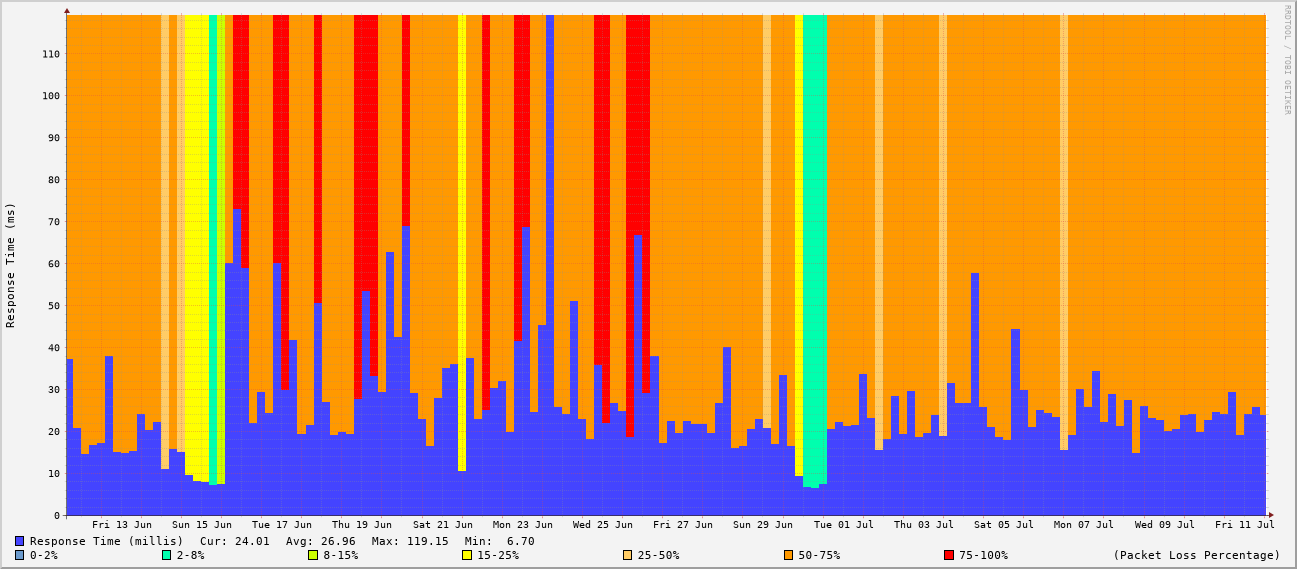 RRDTOOL / TOBI OETIKER
Response Time (ms)
110
100
90
80
70
60
50
40
30
20
10
0
Fri 13 Jun Sun 15 Jun Tue 17 Jun Thu 19 Jun Sat 21 Jun Mon 23 Jun Wed 25 Jun Fri 27 Jun Sun 29 Jun Tue 01 Jul Thu 03 Jul Sat 05 Jul Mon 07 Jul Wed 09 Jul Fri 11 Jul
Response Time (millis) Cur: 24.01 Avg: 26.96 Max: 119.15 Min: 6.70
0-2% 2-8% 8-15% 15-25% 25-50% 50-75% 75-100% (Packet Loss Percentage)